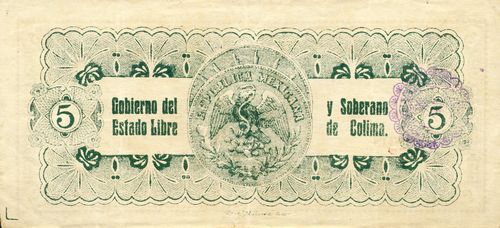 REPUBLICA MEXICANA
5
Gobierno del
Estado Libre
y Soberano
de Colima.
5